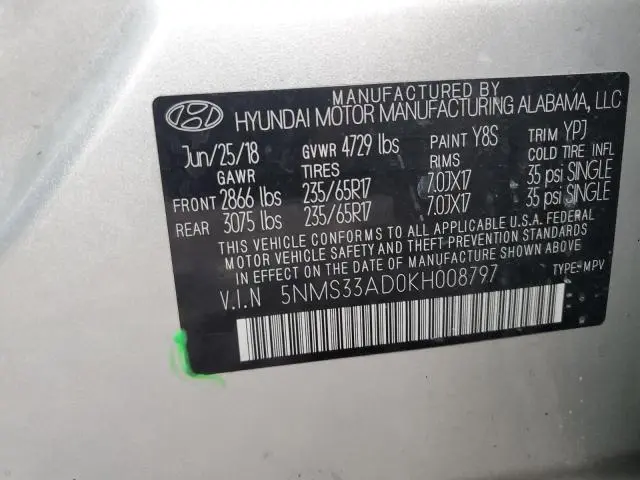 MANUFACTURED BY
HYUNDAI MOTOR MANUFACTURING ALABAMA, LLC
Jun/25/18 GVWR 4729 lbs PAINT Y8S TRIM YPJ
GAWR TIRES RIMS COLD TIRE INFL
FRONT 2866 lbs 235/65R17 7.0JX17 35 psi SINGLE
REAR 3075 lbs 235/65R17 7.0JX17 35 psi SINGLE
THIS VEHICLE CONFORMS TO ALL APPLICABLE U.S.A. FEDERAL
MOTOR VEHICLE SAFETY AND THEFT PREVENTION STANDARDS
IN EFFECT ON THE DATE OF MANUFACTURE SHOWN ABOVE
V.I.N 5NMS33AD0KH008797 TYPE-MPV